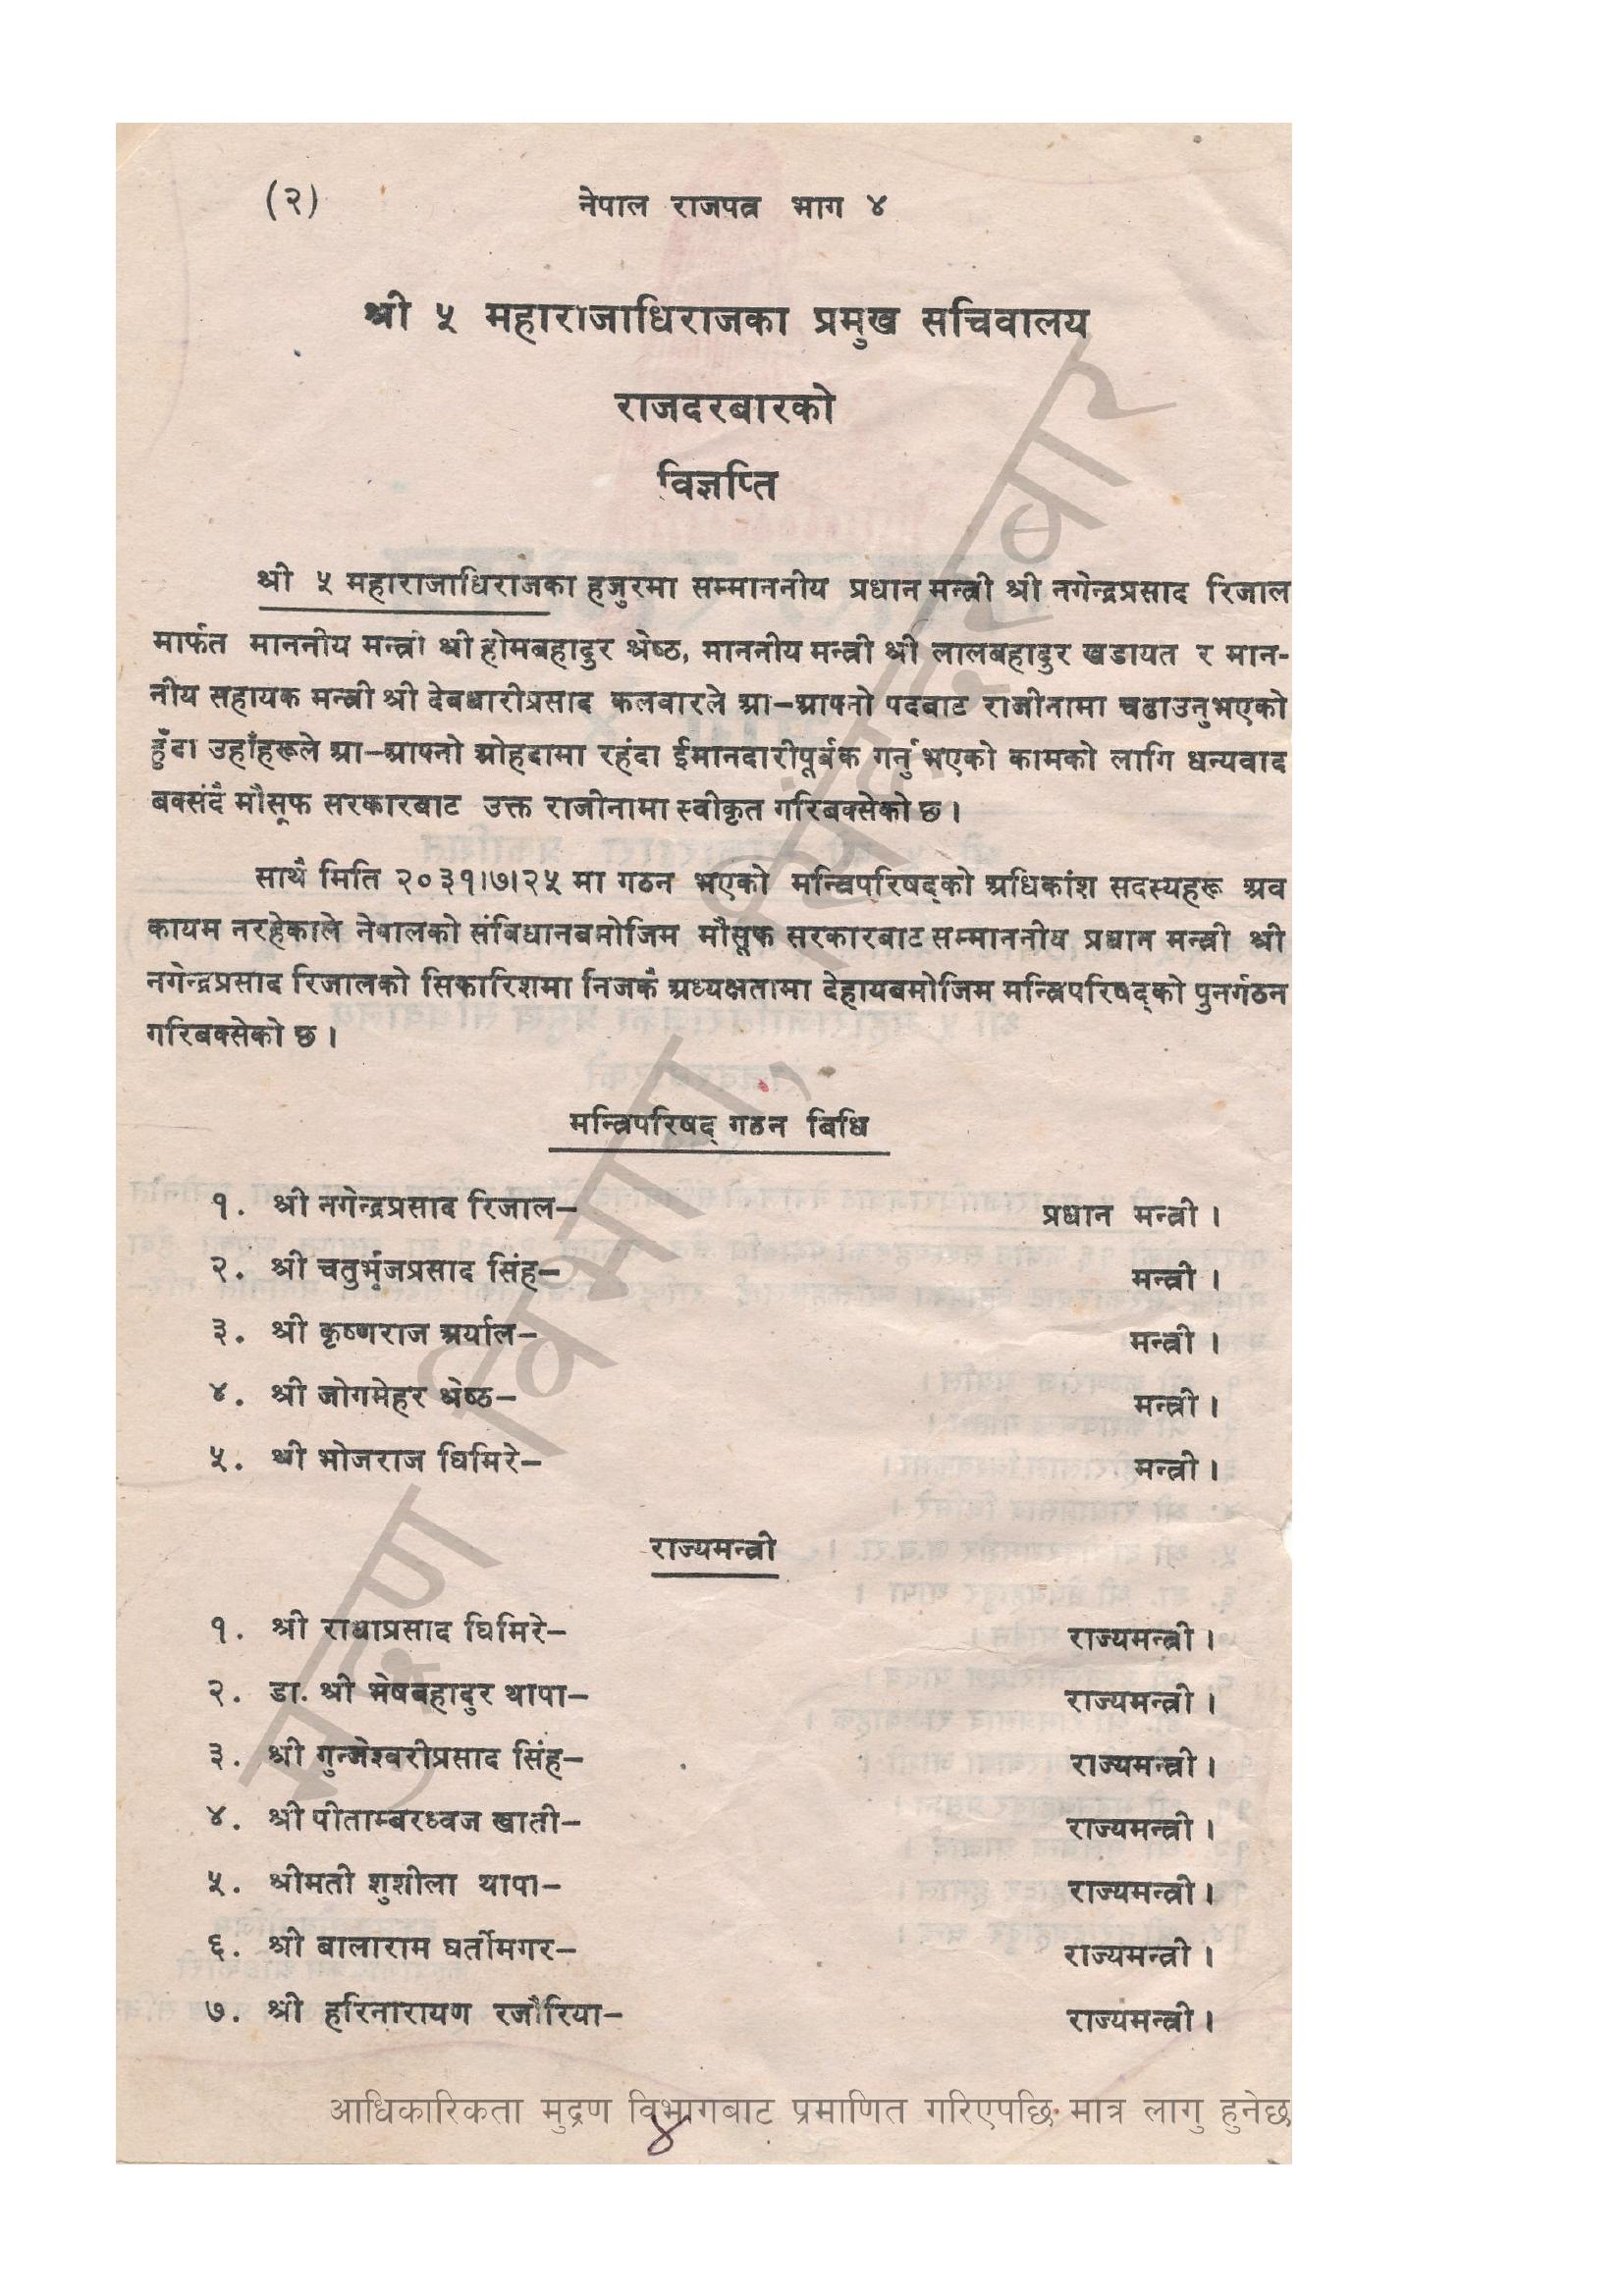 (२) नेपाल राजपत्र भाग ४
श्री ५ महाराजाधिराजका प्रमुख सचिवालय
राजदरबारको
विज्ञप्ति
श्री ५ महाराजाधिराजका हजुरमा सम्माननीय प्रधान मन्त्री श्री नगेन्द्रप्रसाद रिजाल
मार्फत माननीय मन्त्री श्री होमबहादुर श्रेष्ठ, माननीय मन्त्री श्री लालबहादुर खडायत र मान-
नीय सहायक मन्त्री श्री देबधारीप्रसाद कलवारले आ-आफ्नो पदबाट राजीनामा चढाउनुभएको
हुँदा उहाँहरूले आ-आफ्नो ओहदामा रहंदा ईमानदारीपूर्बक गर्नुभएको कामको लागि धन्यवाद
बक्संदै मौसूफ सरकारबाट उक्त राजीनामा स्वीकृत गरिबक्सेको छ।
साथै मिति २०३१।७।२५ मा गठन भएको मन्त्रिपरिषद्को अधिकांश सदस्यहरू अव
कायम नरहेकाले नेपालको संबिधानबमोजिम मौसूफ सरकारबाट सम्माननीय प्रधान मन्त्री श्री
नगेन्द्रप्रसाद रिजालको सिफारिशमा निजकै अध्यक्षतामा देहायबमोजिम मन्त्रिपरिषद्को पुनर्गठन
गरिबक्सेको छ।
मन्त्रिपरिषद् गठन बिधि
१. श्री नगेन्द्रप्रसाद रिजाल- प्रधान मन्त्री।
२. श्री चतुर्भूजप्रसाद सिंह- मन्त्री।
३. श्री कृष्णराज अर्याल- मन्त्री।
४. श्री जोगमेहर श्रेष्ठ- मन्त्री।
५. श्री भोजराज घिमिरे- मन्त्री।
राज्यमन्त्री
१. श्री राधाप्रसाद घिमिरे- राज्यमन्त्री।
२. डा. श्री भेषबहादुर थापा- राज्यमन्त्री।
३. श्री गुन्जेश्वरीप्रसाद सिंह- राज्यमन्त्री।
४. श्री पीताम्बरध्वज खाती- राज्यमन्त्री।
५. श्रीमती शुशीला थापा- राज्यमन्त्री।
६. श्री बालाराम घर्तीमगर- राज्यमन्त्री।
७. श्री हरिनारायण रजौरिया- राज्यमन्त्री।
मुद्रण विभाग, सिंहदरवार
आधिकारिकता मुद्रण विभागबाट प्रमाणित गरिएपछि मात्र लागु हुनेछ
४